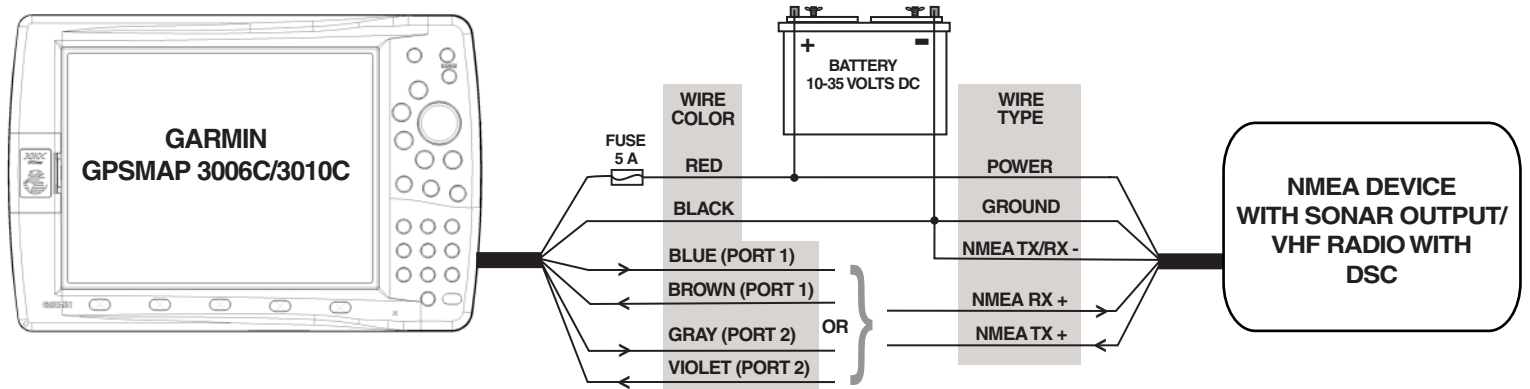 GARMIN
GPSMAP 3006C/3010C
3010C
GARMIN
WIRE
COLOR
FUSE
5 A
RED
BLACK
BLUE (PORT 1)
BROWN (PORT 1)
GRAY (PORT 2)
VIOLET (PORT 2)
OR
+
-
BATTERY
10-35 VOLTS DC
WIRE
TYPE
POWER
GROUND
NMEA TX/RX -
NMEA RX +
NMEA TX +
NMEA DEVICE
WITH SONAR OUTPUT/
VHF RADIO WITH
DSC